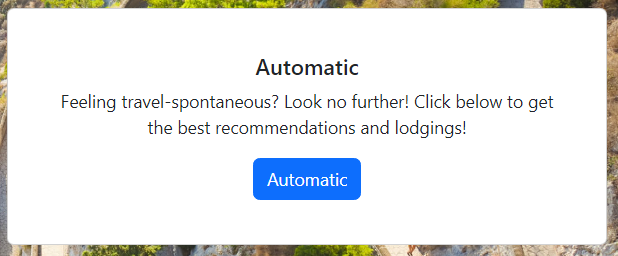 Automatic
Feeling travel-spontaneous? Look no further! Click below to get
the best recommendations and lodgings!
Automatic